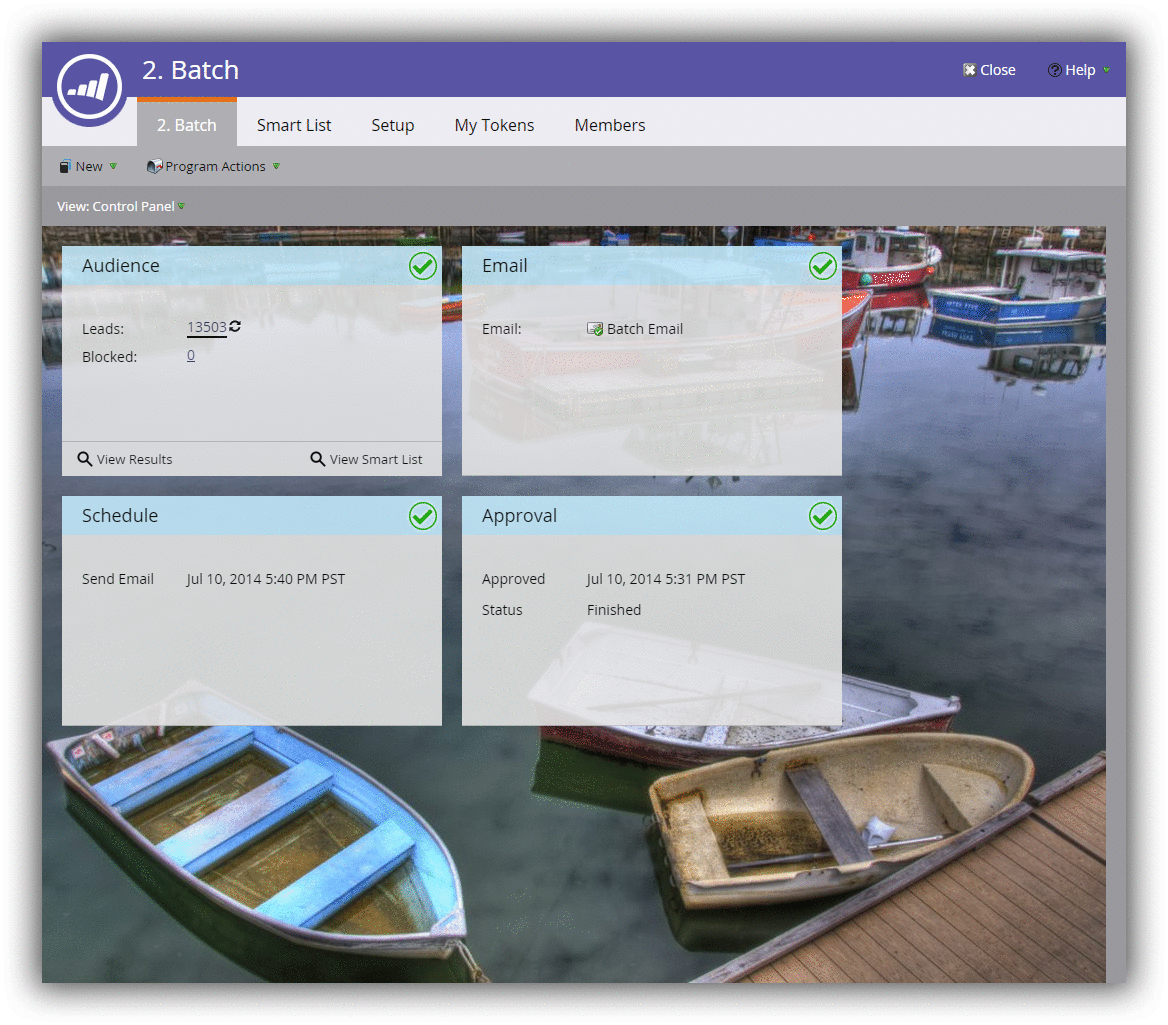 2. Batch
Close
Help
2. Batch
Smart List
Setup
My Tokens
Members
New
Program Actions
View: Control Panel
Audience
Leads: 13503
Blocked: 0
View Results
View Smart List
Email
Email: Batch Email
Schedule
Send Email Jul 10, 2014 5:40 PM PST
Approval
Approved Jul 10, 2014 5:31 PM PST
Status Finished